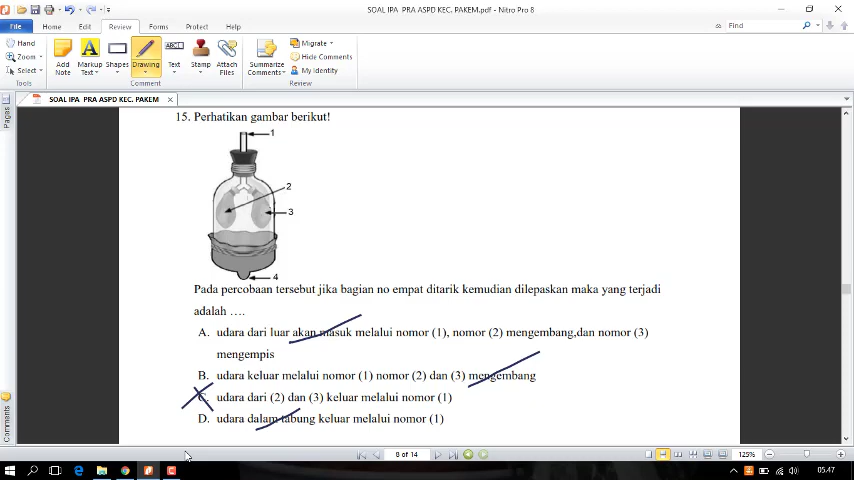 SOAL IPA PRA ASPD KEC. PAKEM.pdf - Nitro Pro 8
File Home Edit Review Forms Protect Help
Find
Hand
Zoom
Select
Tools
Add Note
Markup Text
Shapes
Drawing
Text
Stamp
Attach Files
Comment
Summarize Comments
Migrate
Hide Comments
My Identity
Review
SOAL IPA PRA ASPD KEC. PAKEM
Pages
Comments
15. Perhatikan gambar berikut!
1
2
3
4
Pada percobaan tersebut jika bagian no empat ditarik kemudian dilepaskan maka yang terjadi
adalah ….
A. udara dari luar akan masuk melalui nomor (1), nomor (2) mengembang,dan nomor (3)
mengempis
B. udara keluar melalui nomor (1) nomor (2) dan (3) mengembang
C. udara dari (2) dan (3) keluar melalui nomor (1)
D. udara dalam tabung keluar melalui nomor (1)
8 of 14
125%
05.47